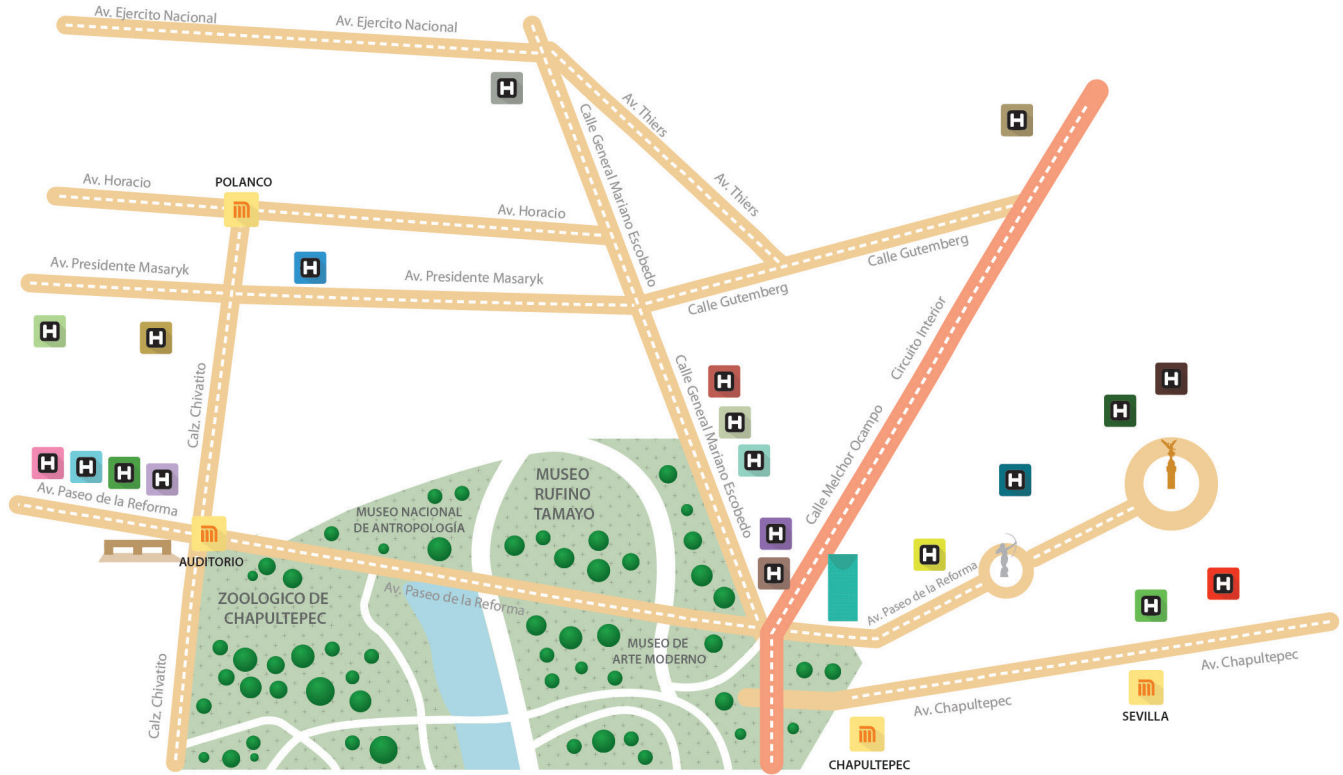 Av. Ejercito Nacional
Av. Ejercito Nacional
H
Av. Thiers
Calle General Mariano Escobedo
H
Av. Horacio
POLANCO
Av. Horacio
Av. Thiers
Calle Gutemberg
Av. Presidente Masaryk
H
Av. Presidente Masaryk
Calle Gutemberg
H
H
Calz. Chivatito
Calle General Mariano Escobedo
H
H
H
Circuito Interior
Calle Melchor Ocampo
H
H
H
H
H
H
Av. Paseo de la Reforma
MUSEO NACIONAL
DE ANTROPOLOGÍA
MUSEO
RUFINO
TAMAYO
H
H
H
H
AUDITORIO
ZOOLOGICO DE
CHAPULTEPEC
Av. Paseo de la Reforma
MUSEO DE
ARTE MODERNO
Av. Paseo de la Reforma
H
H
Calz. Chivatito
Av. Chapultepec
Av. Chapultepec
SEVILLA
CHAPULTEPEC